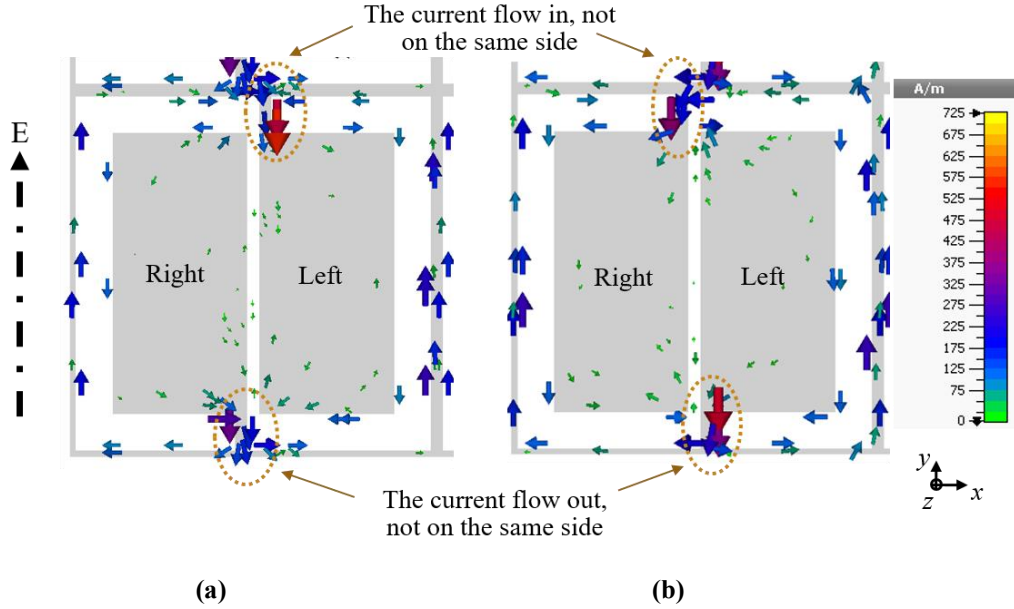 The current flow in, not
on the same side
E
Right
Left
Right
Left
A/m
725
675
625
575
525
475
425
375
325
275
225
175
125
75
0
The current flow out,
not on the same side
y
z
x
(a)
(b)